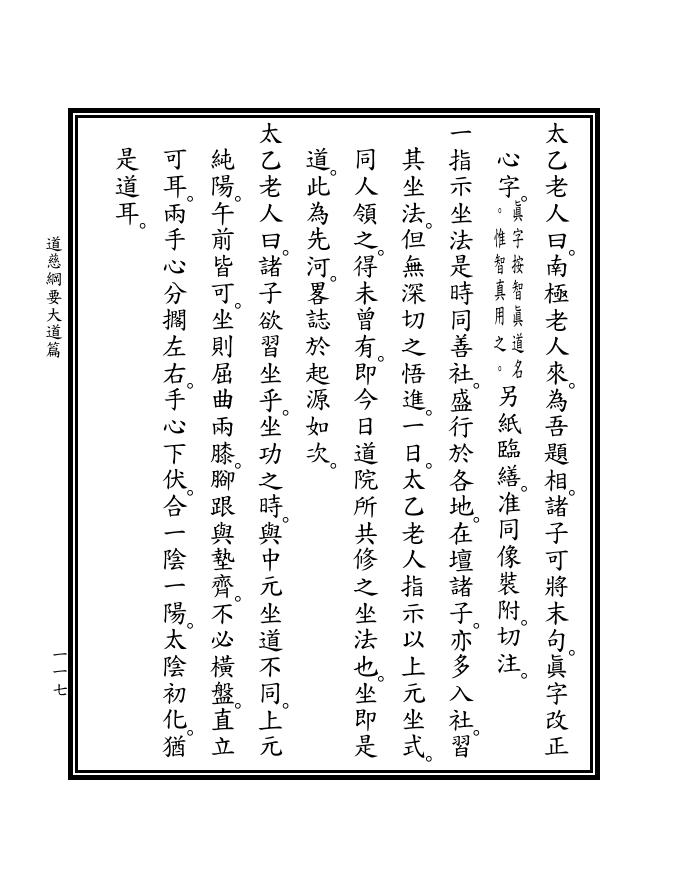 太乙老人曰。南極老人來。為吾題相。諸子可將末句。眞字改正
心字。眞字按智眞道名。惟智真用之。另紙臨繕。准同像裝附。切注。
一指示坐法是時同善社。盛行於各地。在壇諸子。亦多入社。習
其坐法。但無深切之悟進。一日。太乙老人指示以上元坐式。
同人領之。得未曾有。即今日道院所共修之坐法也。坐即是
道。此為先河。畧誌於起源如次。
太乙老人曰。諸子欲習坐乎。坐功之時。與中元坐道不同。上元
純陽。午前皆可。坐則屈曲兩膝。腳跟與墊齊。不必橫盤。直立
可耳。兩手心分擱左右。手心下伏。合一陰一陽。太陰初化。猶
是道耳。
道慈綱要大道篇
一一七